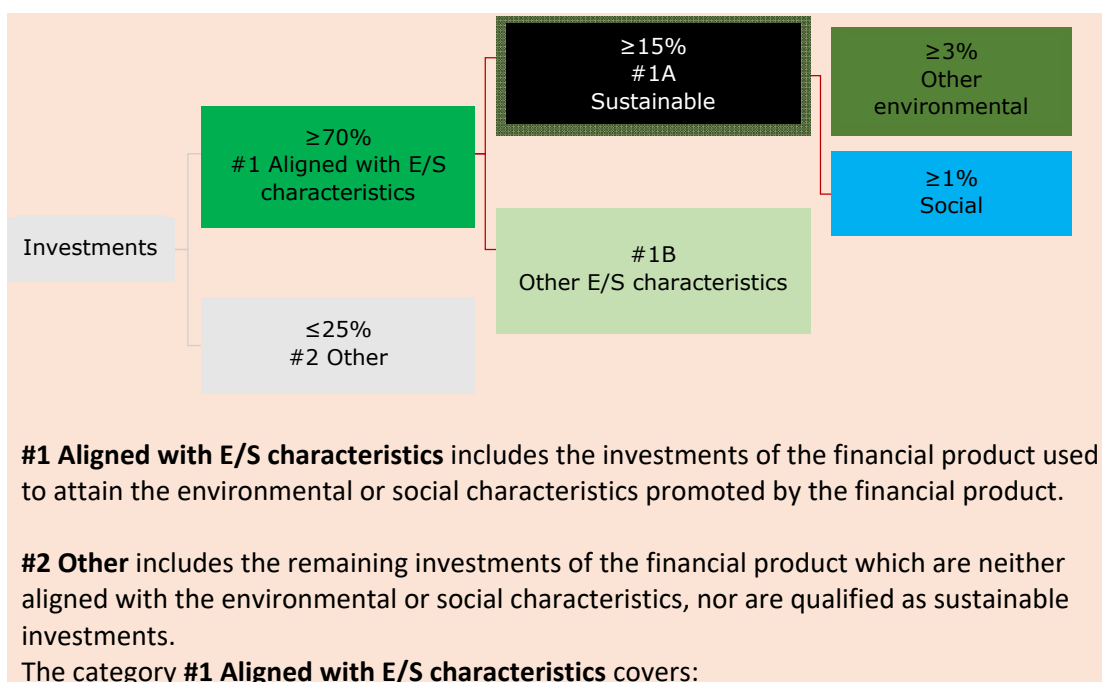 ≥15%
#1A
Sustainable
≥3%
Other
environmental
≥70%
#1 Aligned with E/S
characteristics
≥1%
Social
Investments
#1B
Other E/S characteristics
≤25%
#2 Other
#1 Aligned with E/S characteristics includes the investments of the financial product used
to attain the environmental or social characteristics promoted by the financial product.
#2 Other includes the remaining investments of the financial product which are neither
aligned with the environmental or social characteristics, nor are qualified as sustainable
investments.
The category #1 Aligned with E/S characteristics covers: